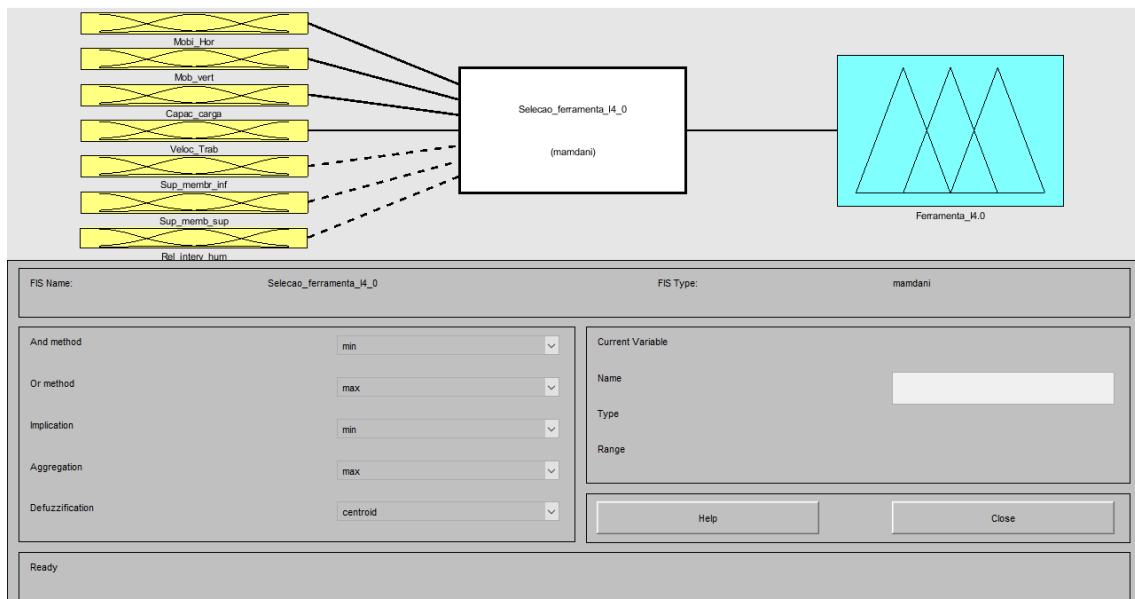 Mobi_Hor
Mob_vert
Capac_carga
Veloc_Trab
Sup_membr_inf
Sup_memb_sup
Rel_interv_hum
Selecao_ferramenta_I4_0
(mamdani)
Ferramenta_I4.0
FIS Name: Selecao_ferramenta_I4_0 FIS Type: mamdani
And method min
Or method max
Implication min
Aggregation max
Defuzzification centroid
Current Variable
Name
Type
Range
Help Close
Ready